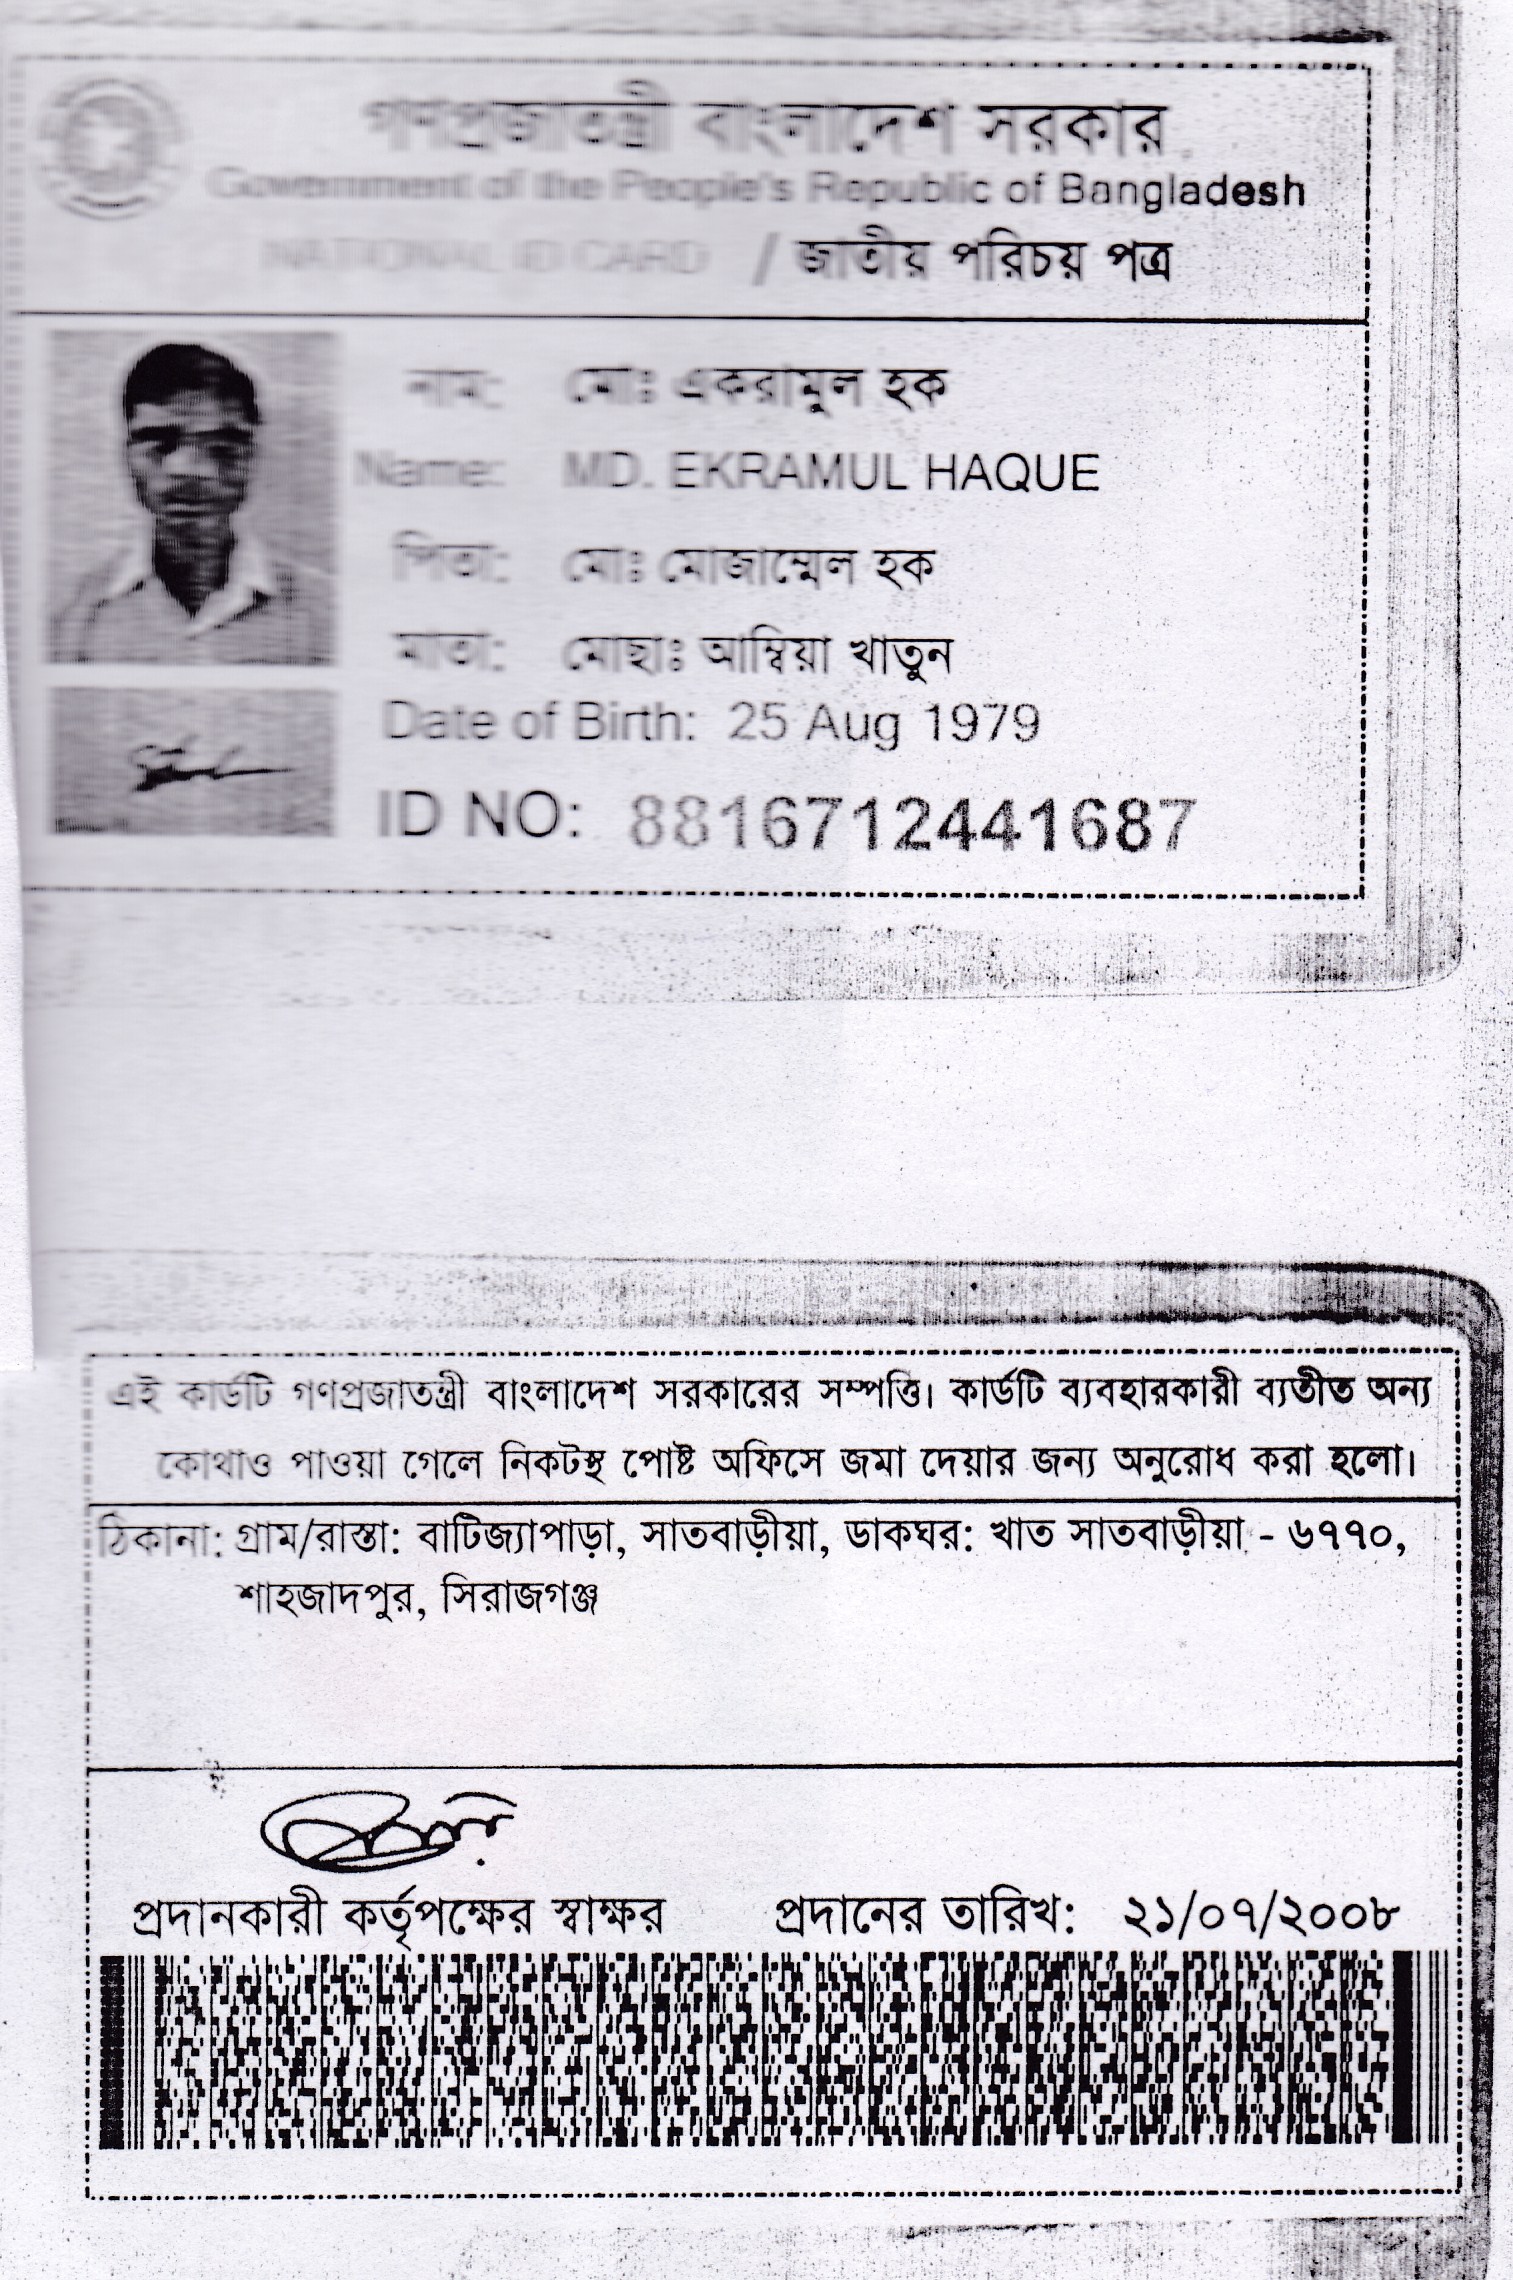 গণপ্রজাতন্ত্রী বাংলাদেশ সরকার
Government of the People's Republic of Bangladesh
NATIONAL ID CARD / জাতীয় পরিচয় পত্র
নাম: মোঃ একরামুল হক
Name: MD. EKRAMUL HAQUE
পিতা: মোঃ মোজাম্মেল হক
মাতা: মোছাঃ আম্বিয়া খাতুন
Date of Birth: 25 Aug 1979
ID NO: 8816712441687
এই কার্ডটি গণপ্রজাতন্ত্রী বাংলাদেশ সরকারের সম্পত্তি। কার্ডটি ব্যবহারকারী ব্যতীত অন্য
কোথাও পাওয়া গেলে নিকটস্থ পোষ্ট অফিসে জমা দেয়ার জন্য অনুরোধ করা হলো।
ঠিকানা: গ্রাম/রাস্তা: বাটিজ্যাপাড়া, সাতবাড়ীয়া, ডাকঘর: খাত সাতবাড়ীয়া - ৬৭৭০,
শাহজাদপুর, সিরাজগঞ্জ
প্রদানকারী কর্তৃপক্ষের স্বাক্ষর প্রদানের তারিখ: ২১/০৭/২০০৮